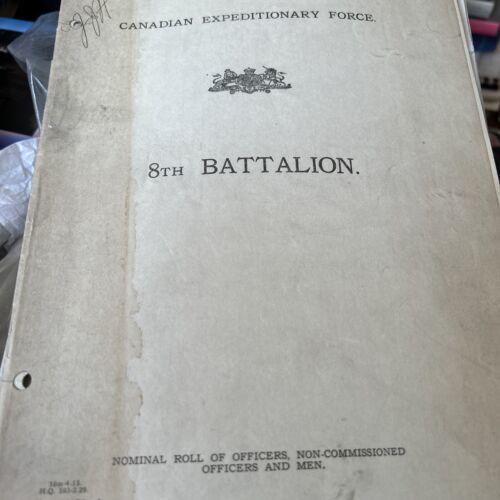 CANADIAN EXPEDITIONARY FORCE.
8TH BATTALION.
NOMINAL ROLL OF OFFICERS, NON-COMMISSIONED
OFFICERS AND MEN.
H.Q.